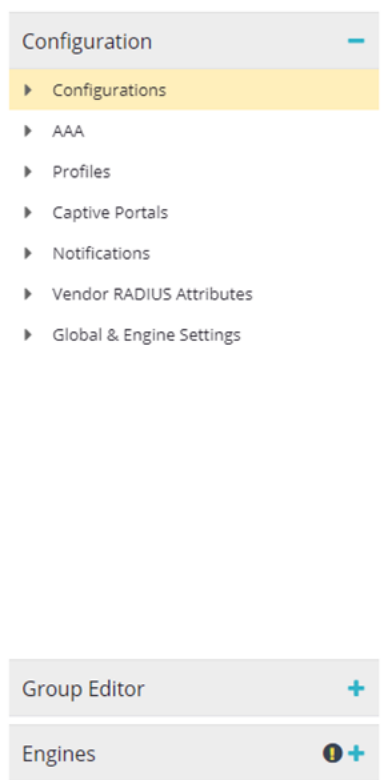 Configuration
Configurations
AAA
Profiles
Captive Portals
Notifications
Vendor RADIUS Attributes
Global & Engine Settings
Group Editor
Engines